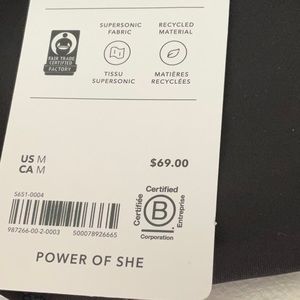 SUPERSONIC
FABRIC
RECYCLED
MATERIAL
FAIR TRADE
CERTIFIED
FACTORY
TISSU
SUPERSONIC
MATIÈRES
RECYCLÉES
US M
CA M
$69.00
5651-0004
987266-00-2-0003 500078926665
Certified
Certifiée
B
Entreprise
Corporation
POWER OF SHE